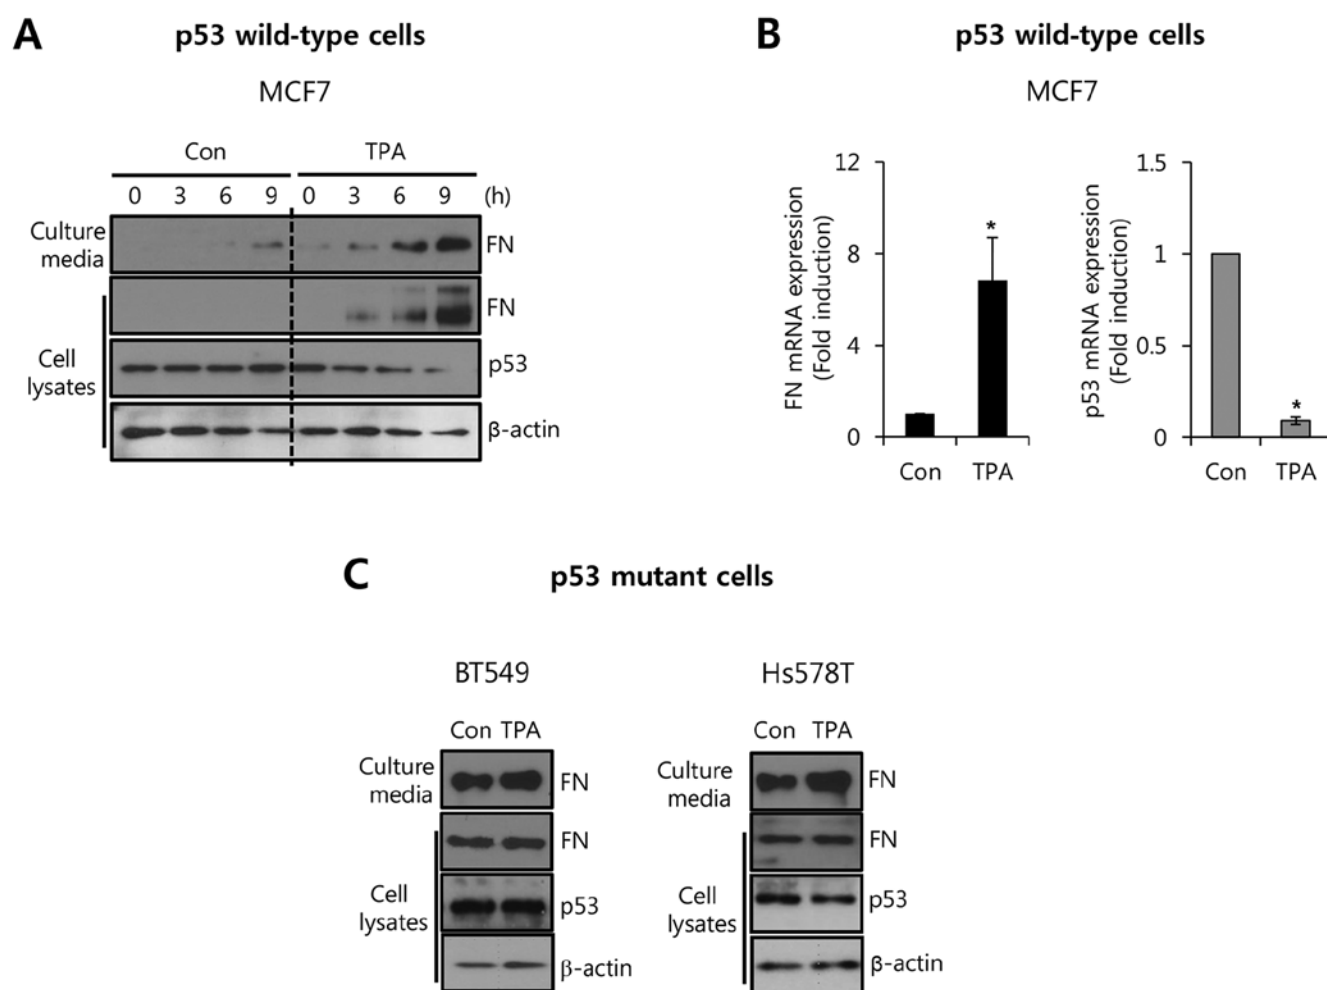 A
p53 wild-type cells
MCF7
Con TPA
0 3 6 9 0 3 6 9 (h)
Culture
media
FN
FN
Cell
lysates
p53
β-actin
B
p53 wild-type cells
MCF7
FN mRNA expression
(Fold induction)
12
8
4
0
*
Con TPA
p53 mRNA expression
(Fold induction)
1.5
1
0.5
0
*
Con TPA
C
p53 mutant cells
BT549
Con TPA
Culture
media
FN
FN
Cell
lysates
p53
β-actin
Hs578T
Con TPA
Culture
media
FN
FN
Cell
lysates
p53
β-actin